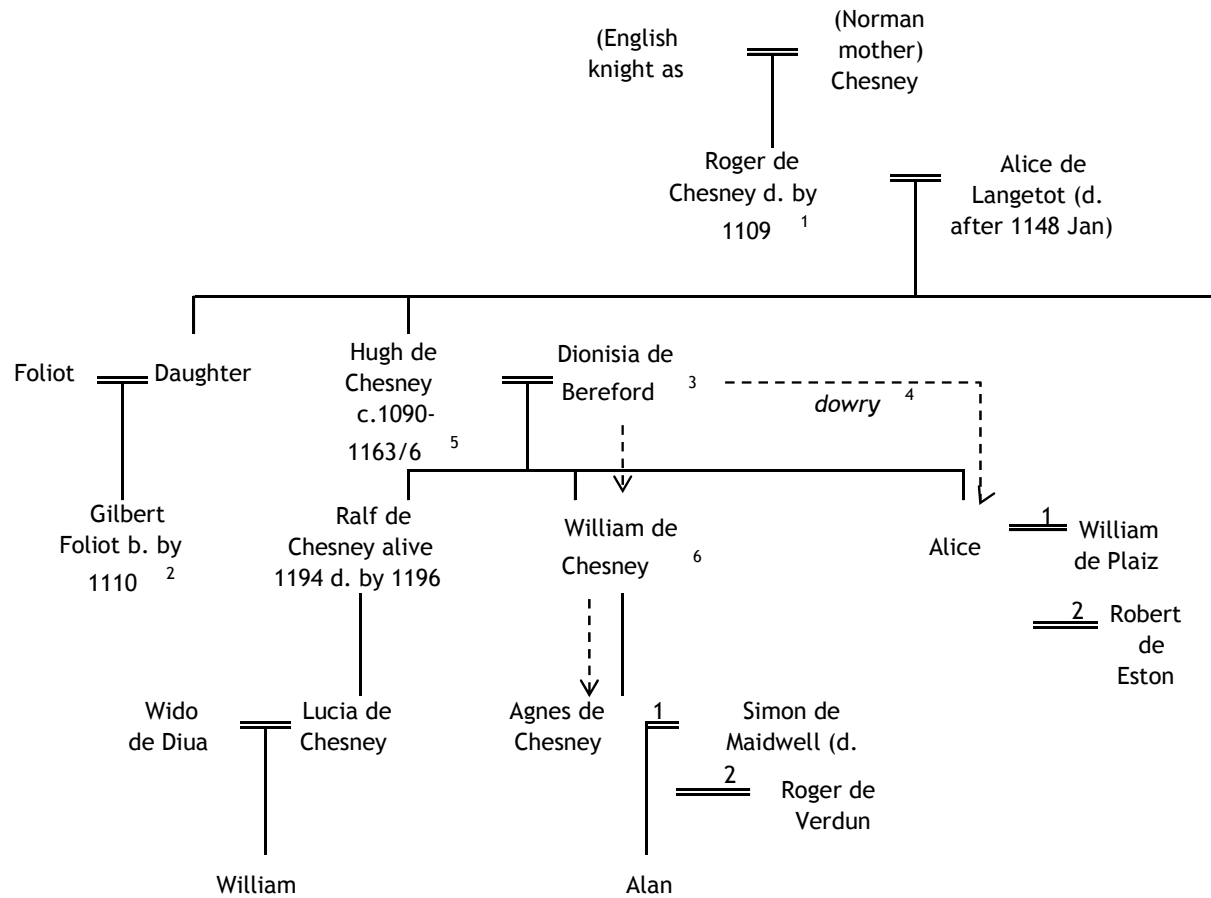 (English
knight as
(Norman
mother)
Chesney
Roger de
Chesney d. by
1109 1
Alice de
Langetot (d.
after 1148 Jan)
Foliot
Daughter
Hugh de
Chesney
c.1090-
1163/6 5
Dionisia de
Bereford 3
dowry 4
Gilbert
Foliot b. by
1110 2
Ralf de
Chesney alive
1194 d. by 1196
William de
Chesney 6
Alice
1
William
de Plaiz
2
Robert
de
Eston
Wido
de Diua
Lucia de
Chesney
Agnes de
Chesney
1
Simon de
Maidwell (d.
2
Roger de
Verdun
William
Alan